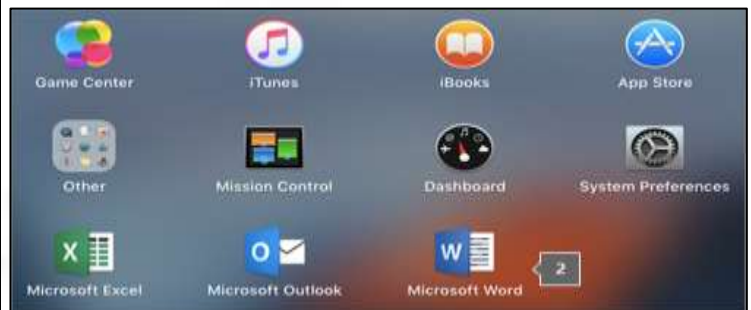 Game Center iTunes iBooks App Store
Other Mission Control Dashboard System Preferences
X O W 2
Microsoft Excel Microsoft Outlook Microsoft Word